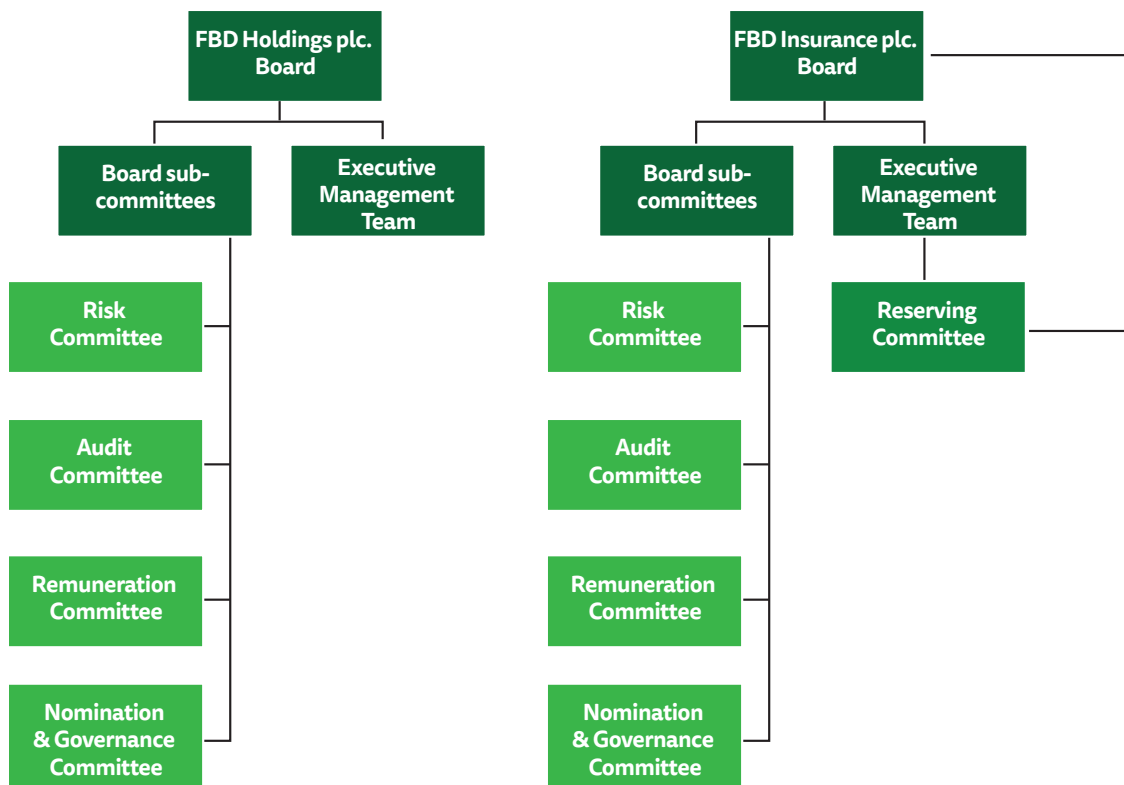 FBD Holdings plc.
Board
Board sub-
committees
Executive
Management
Team
Risk
Committee
Audit
Committee
Remuneration
Committee
Nomination
& Governance
Committee
FBD Insurance plc.
Board
Board sub-
committees
Executive
Management
Team
Risk
Committee
Reserving
Committee
Audit
Committee
Remuneration
Committee
Nomination
& Governance
Committee